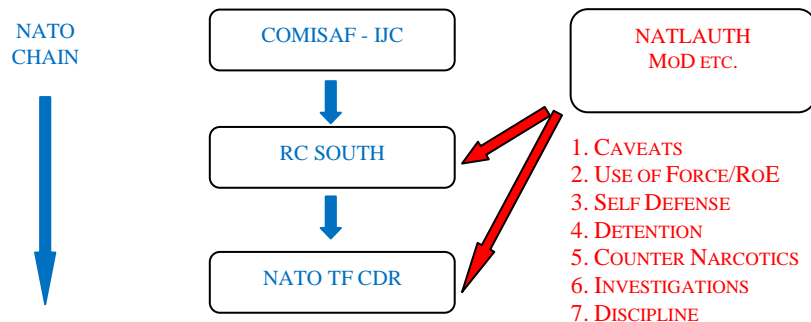 NATO
CHAIN
COMISAF - IJC
RC SOUTH
NATO TF CDR
NATLAUTH
MOD ETC.
1. CAVEATS
2. USE OF FORCE/ROE
3. SELF DEFENSE
4. DETENTION
5. COUNTER NARCOTICS
6. INVESTIGATIONS
7. DISCIPLINE